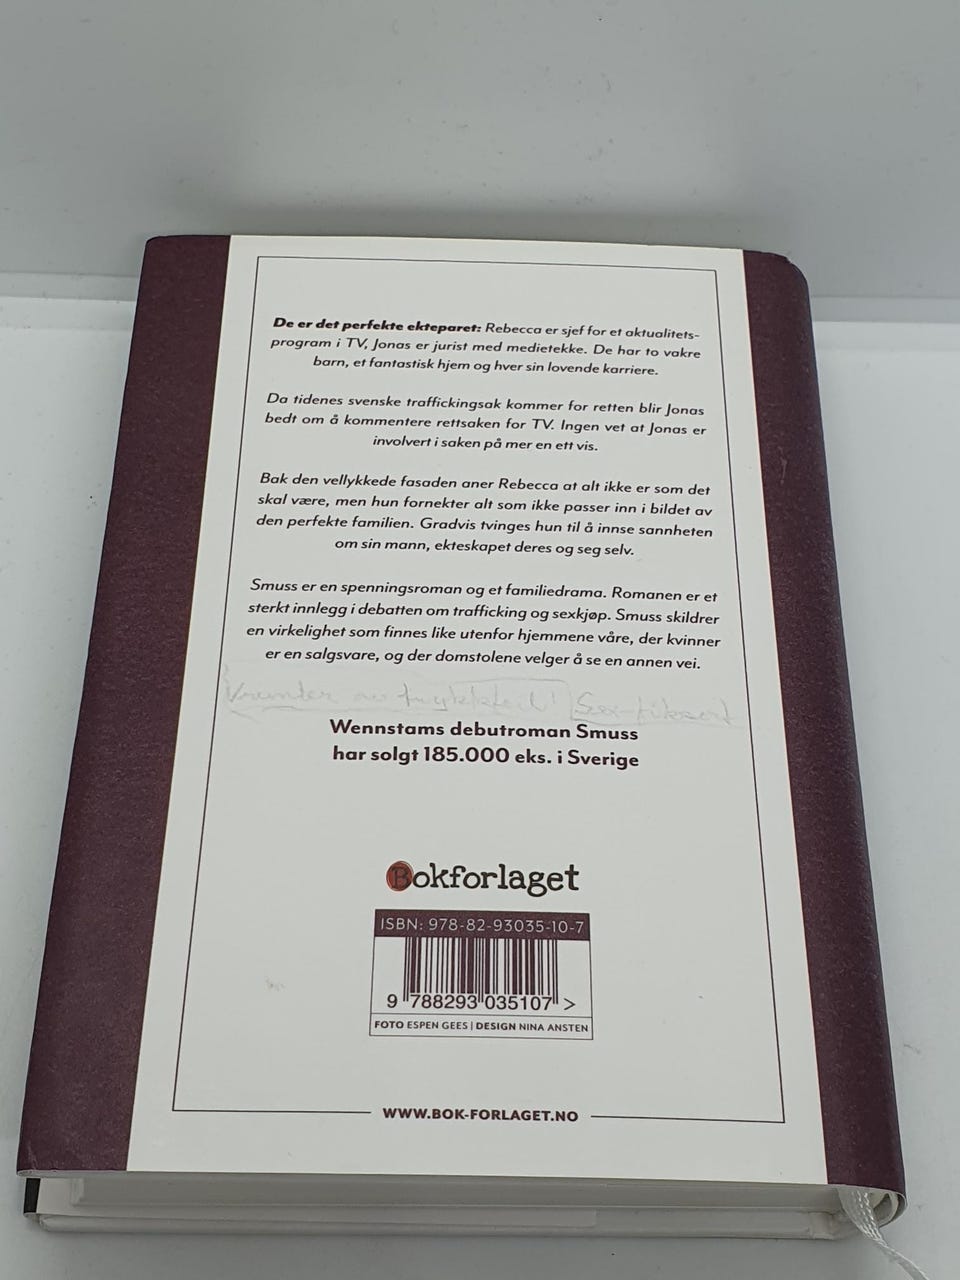 De er det perfekte ekteparet: Rebecca er sjef for et aktualitets-
program i TV, Jonas er jurist med medietekke. De har to vakre
barn, et fantastisk hjem og hver sin lovende karriere.
Da tidenes svenske traffickingsak kommer for retten blir Jonas
bedt om å kommentere rettsaken for TV. Ingen vet at Jonas er
involvert i saken på mer en ett vis.
Bak den vellykkede fasaden aner Rebecca at alt ikke er som det
skal være, men hun fornekter alt som ikke passer inn i bildet av
den perfekte familien. Gradvis tvinges hun til å innse sannheten
om sin mann, ekteskapet deres og seg selv.
Smuss er en spenningsroman og et familiedrama. Romanen er et
sterkt innlegg i debatten om trafficking og sexkjøp. Smuss skildrer
en virkelighet som finnes like utenfor hjemmene våre, der kvinner
er en salgsvare, og der domstolene velger å se en annen vei.
Wennstams debutroman Smuss
har solgt 185.000 eks. i Sverige
Bokforlaget
ISBN: 978-82-93035-10-7
9 788293 035107 >
FOTO ESPEN GEES | DESIGN NINA ANSTEN
WWW.BOK-FORLAGET.NO